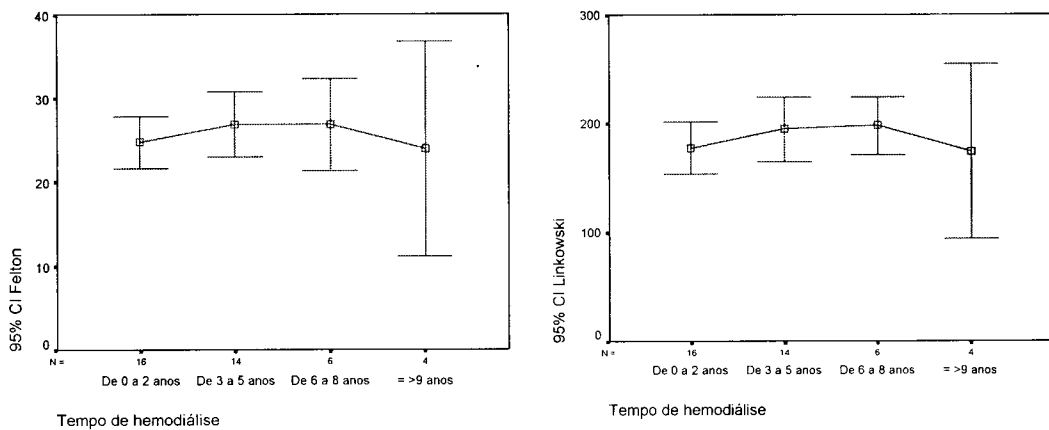 40
30
20
10
0
95% CI Felton
N =
16
14
6
4
De 0 a 2 anos
De 3 a 5 anos
De 6 a 8 anos
= >9 anos
Tempo de hemodiálise
300
200
100
0
95% CI Linkowski
N =
16
14
6
4
De 0 a 2 anos
De 3 a 5 anos
De 6 a 8 anos
= >9 anos
Tempo de hemodiálise